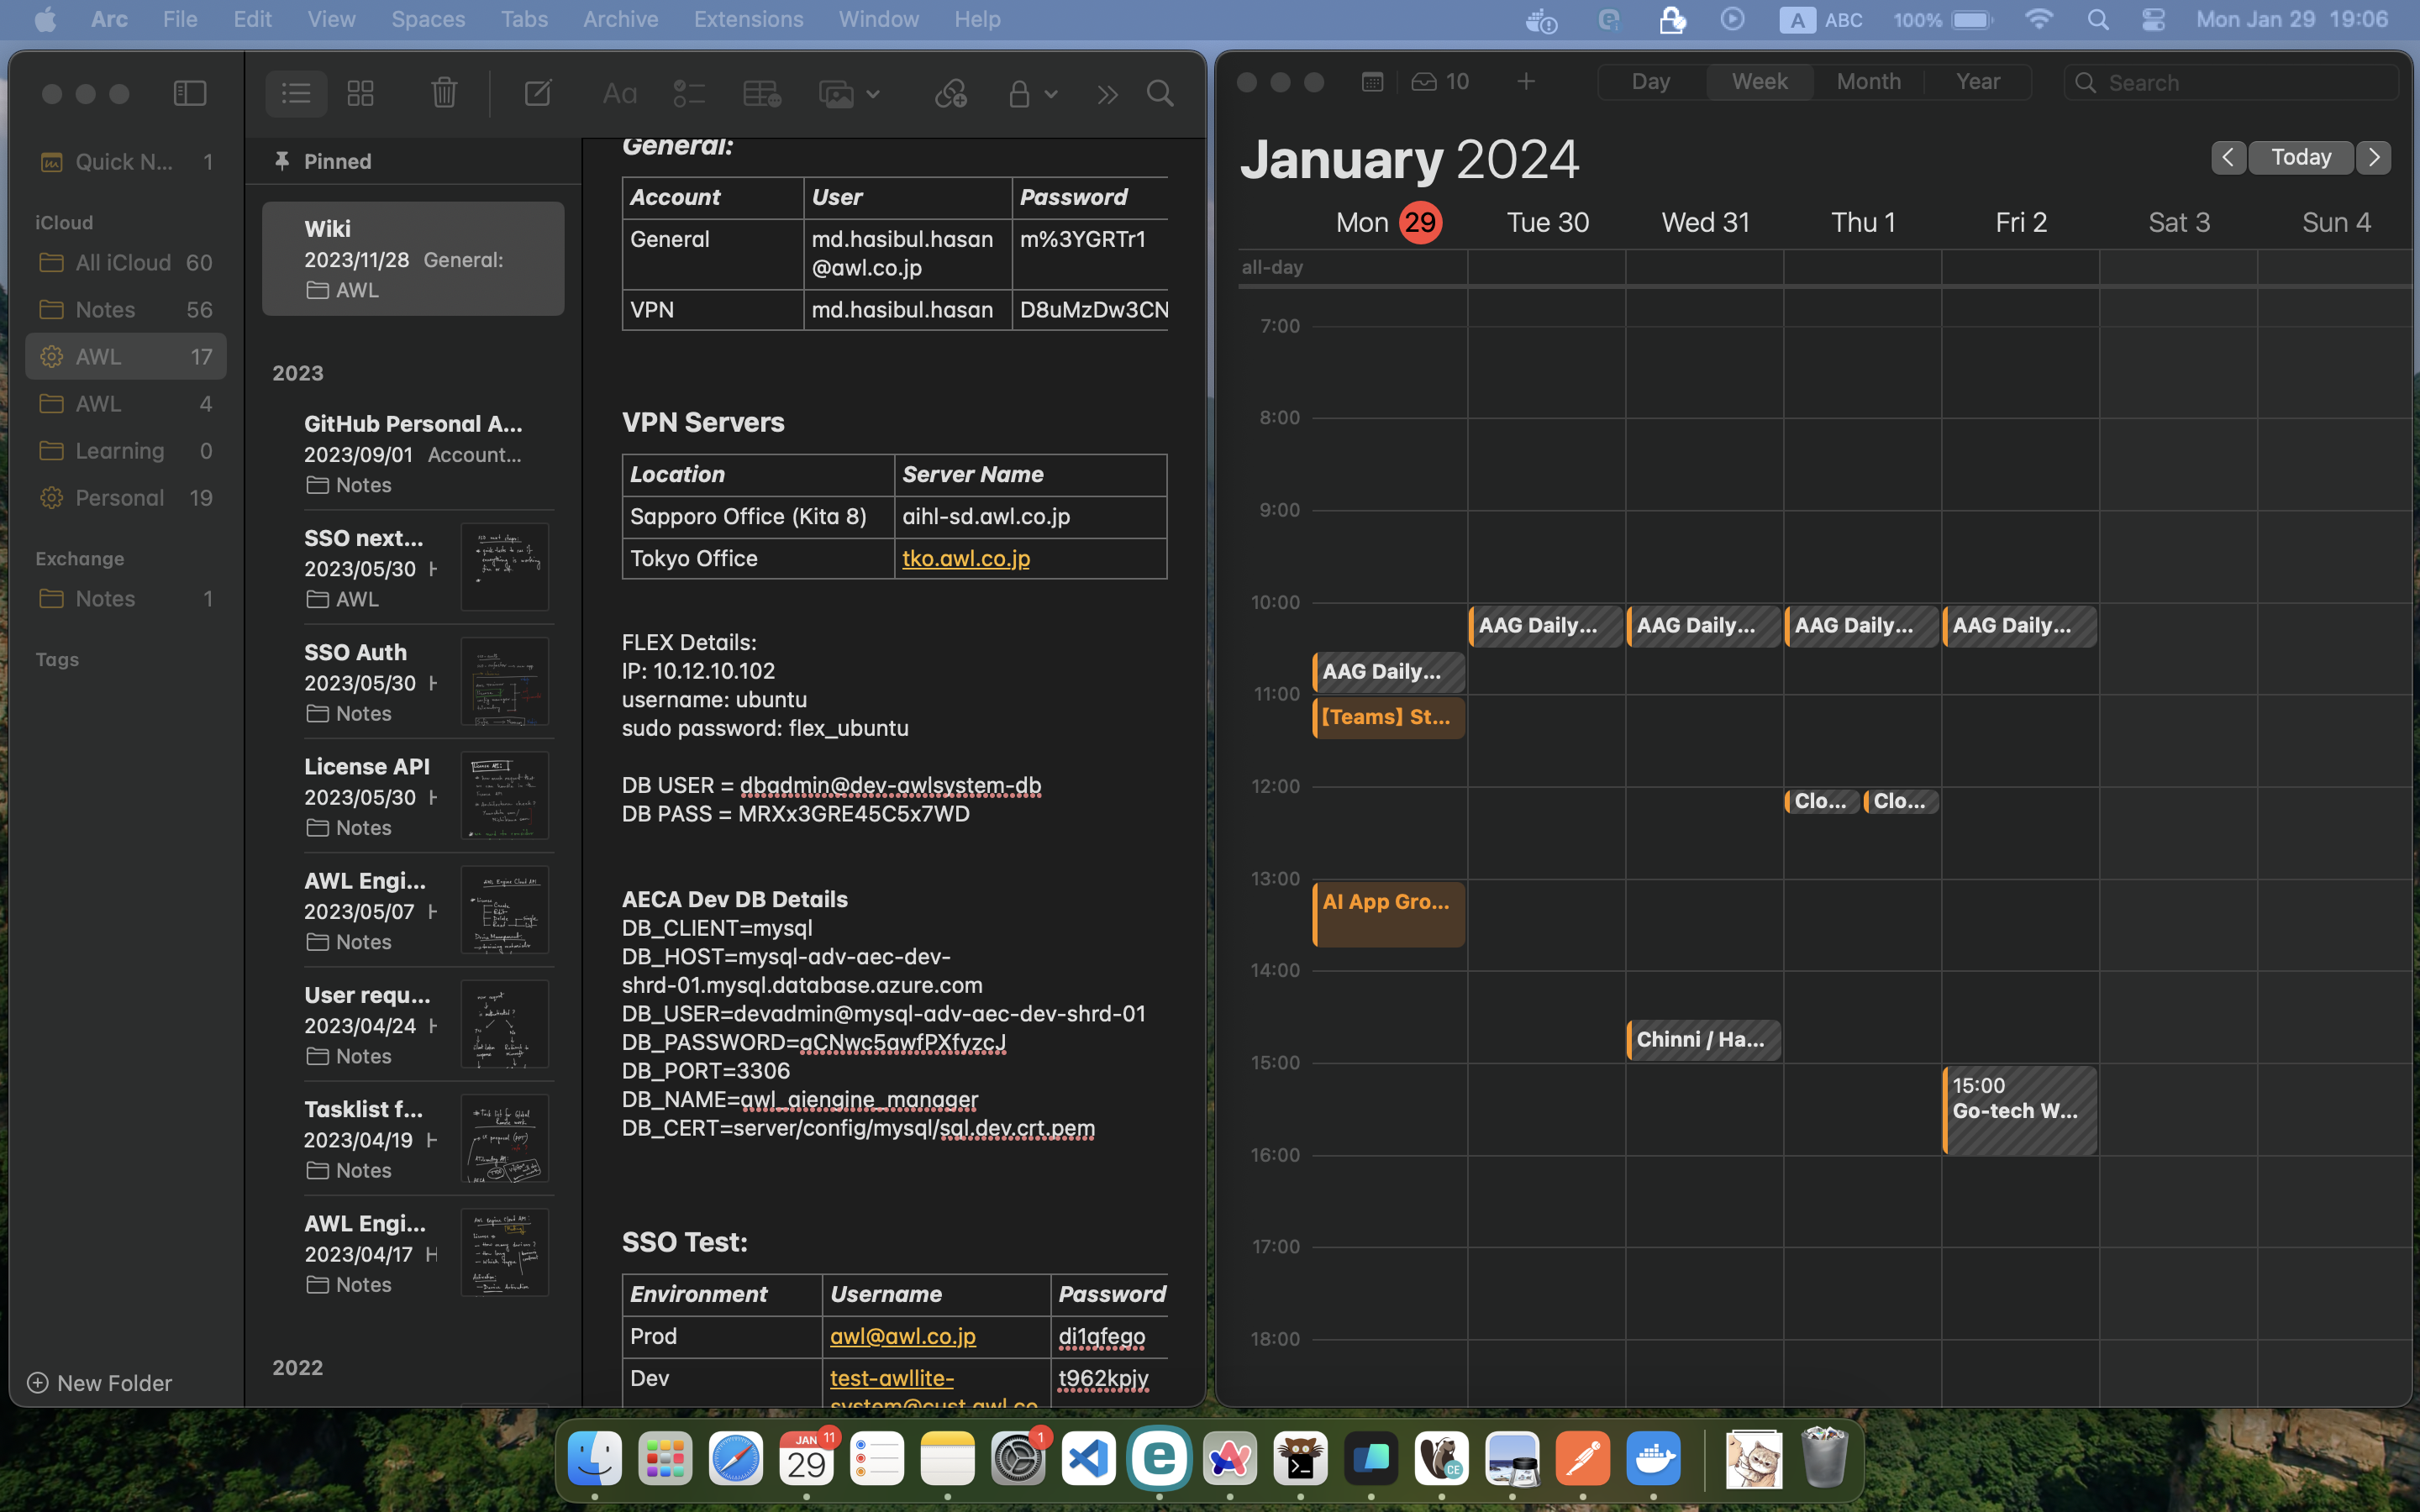 Arc File Edit View Spaces Tabs Archive Extensions Window Help
A ABC 100% Mon Jan 29 19:06
Quick N... 1
iCloud
All iCloud 60
Notes 56
AWL 17
AWL 4
Learning 0
Personal 19
Exchange
Notes 1
Tags
New Folder
Pinned
Wiki
2023/11/28 General:
AWL
2023
GitHub Personal A...
2023/09/01 Account...
Notes
SSO next...
2023/05/30
AWL
SSO Auth
2023/05/30
Notes
License API
2023/05/30
Notes
AWL Engi...
2023/05/07
Notes
User requ...
2023/04/24
Notes
Tasklist f...
2023/04/19
Notes
AWL Engi...
2023/04/17
Notes
2022
Aa
General:
Account User Password
General md.hasibul.hasan m%3YGRTr1
@awl.co.jp
VPN md.hasibul.hasan D8uMzDw3CN
VPN Servers
Location Server Name
Sapporo Office (Kita 8) aihl-sd.awl.co.jp
Tokyo Office tko.awl.co.jp
FLEX Details:
IP: 10.12.10.102
username: ubuntu
sudo password: flex_ubuntu
DB USER = dbadmin@dev-awlsystem-db
DB PASS = MRXx3GRE45C5x7WD
AECA Dev DB Details
DB_CLIENT=mysql
DB_HOST=mysql-adv-aec-dev-
shrd-01.mysql.database.azure.com
DB_USER=devadmin@mysql-adv-aec-dev-shrd-01
DB_PASSWORD=aCNwc5awfPXfyzcJ
DB_PORT=3306
DB_NAME=awl_aiengine_manager
DB_CERT=server/config/mysql/sql.dev.crt.pem
SSO Test:
Environment Username Password
Prod awl@awl.co.jp di1qfego
Dev test-awllite- t962kpjy
system@cust.awl.co
10 Day Week Month Year Search
January 2024
Today
Mon 29 Tue 30 Wed 31 Thu 1 Fri 2 Sat 3 Sun 4
all-day
7:00
8:00
9:00
10:00
AAG Daily... AAG Daily... AAG Daily... AAG Daily...
AAG Daily...
11:00
【Teams】St...
12:00
Clo... Clo...
13:00
AI App Gro...
14:00
Chinni / Ha...
15:00
15:00
Go-tech W...
16:00
17:00
18:00
JAN 11
29
1
CE